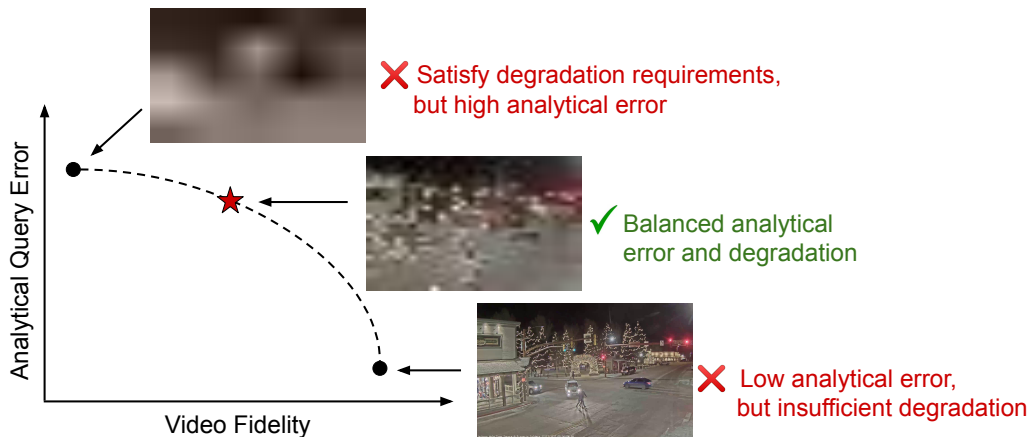 Satisfy degradation requirements,
but high analytical error
Analytical Query Error
Balanced analytical
error and degradation
Low analytical error,
but insufficient degradation
Video Fidelity